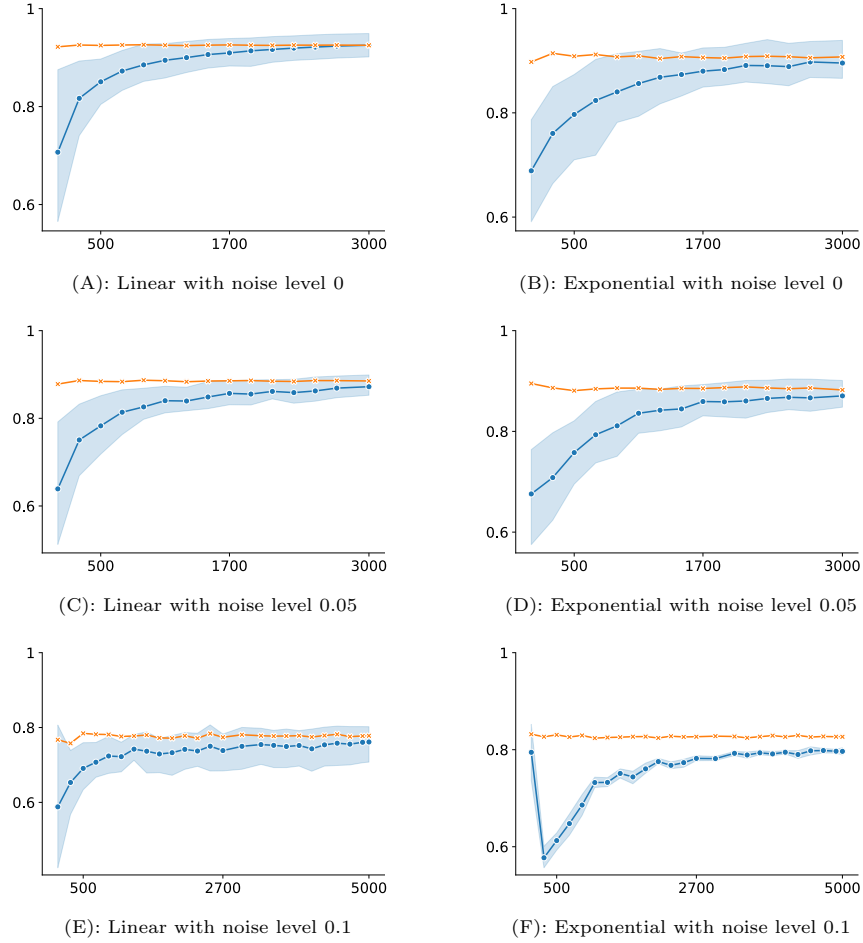 1 1
0.8 0.8
0.6 0.6
500 1700 3000 500 1700 3000
(A): Linear with noise level 0 (B): Exponential with noise level 0
1 1
0.8 0.8
0.6 0.6
500 1700 3000 500 1700 3000
(C): Linear with noise level 0.05 (D): Exponential with noise level 0.05
1 1
0.8 0.8
0.6 0.6
500 2700 5000 500 2700 5000
(E): Linear with noise level 0.1 (F): Exponential with noise level 0.1